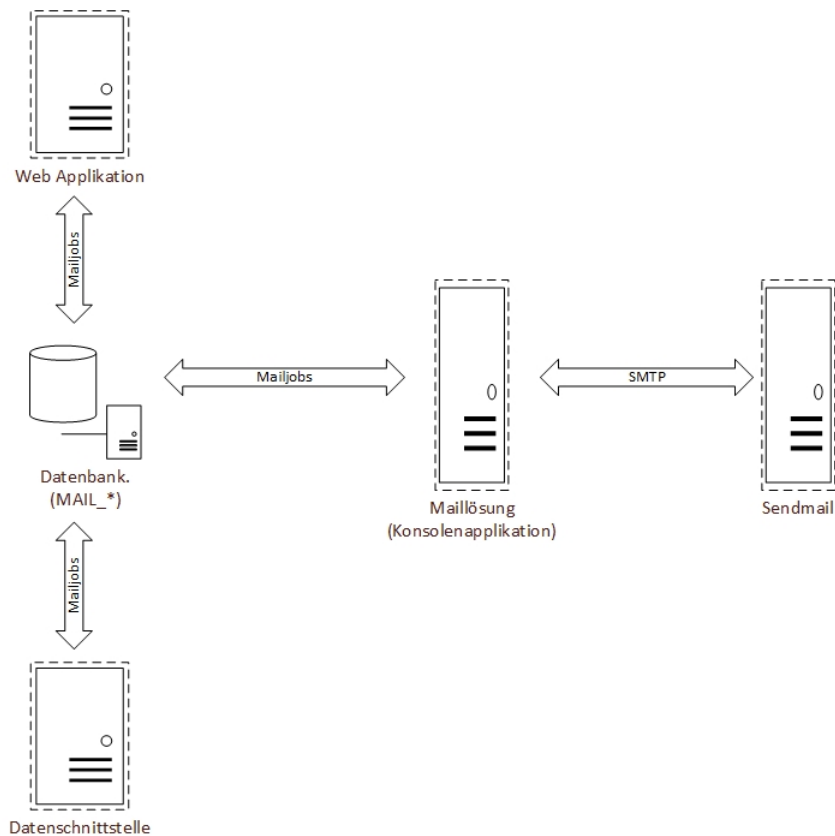 Web Applikation
Mailjobs
Mailjobs
SMTP
Datenbank.
(MAIL_*)
Maillösung
(Konsolenapplikation)
Sendmail
Mailjobs
Datenschnittstelle